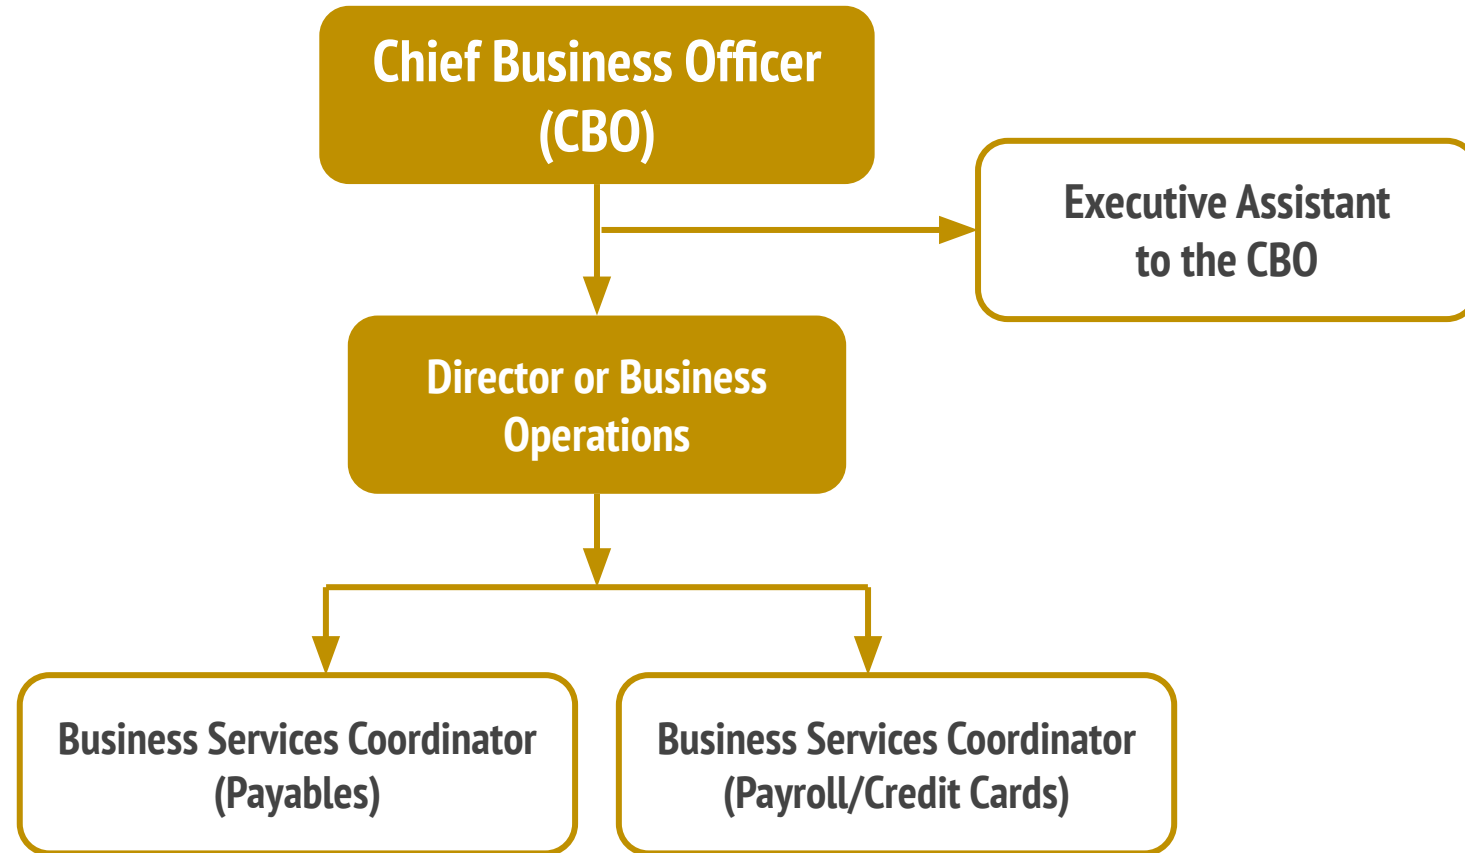 Chief Business Officer
(CBO)
Executive Assistant
to the CBO
Director or Business
Operations
Business Services Coordinator
(Payables)
Business Services Coordinator
(Payroll/Credit Cards)